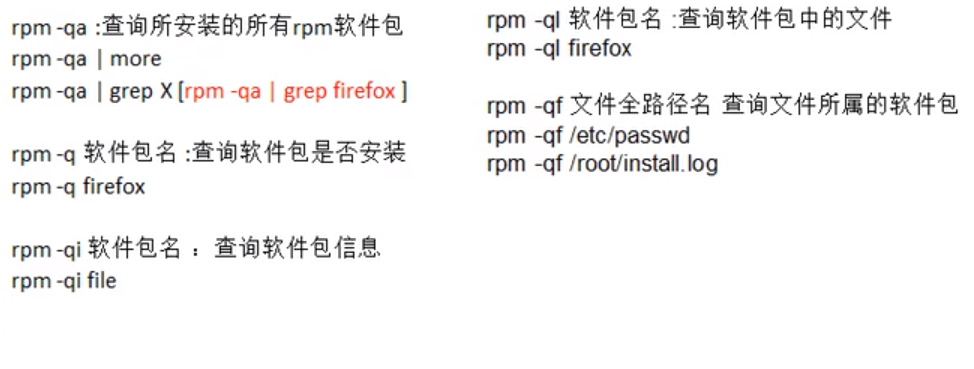 rpm -qa :查询所安装的所有rpm软件包
rpm -qa | more
rpm -qa | grep X [rpm -qa | grep firefox ]
rpm -q 软件包名 :查询软件包是否安装
rpm -q firefox
rpm -qi 软件包名 ：查询软件包信息
rpm -qi file
rpm -ql 软件包名 :查询软件包中的文件
rpm -ql firefox
rpm -qf 文件全路径名 查询文件所属的软件包
rpm -qf /etc/passwd
rpm -qf /root/install.log